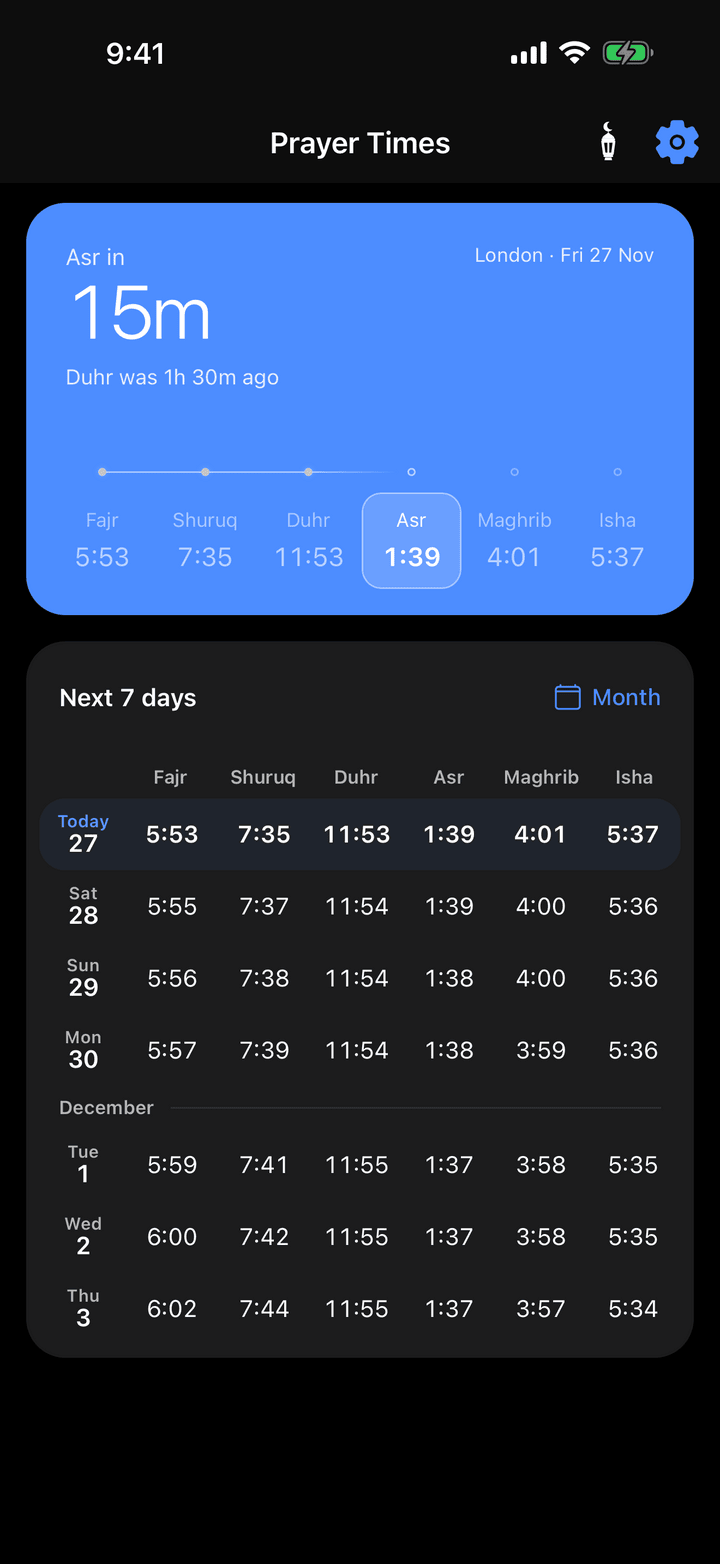 9:41
Prayer Times
Asr in
London · Fri 27 Nov
15m
Duhr was 1h 30m ago
Fajr Shuruq Duhr Asr Maghrib Isha
5:53 7:35 11:53 1:39 4:01 5:37
Next 7 days
Month
Fajr Shuruq Duhr Asr Maghrib Isha
Today
27 5:53 7:35 11:53 1:39 4:01 5:37
Sat
28 5:55 7:37 11:54 1:39 4:00 5:36
Sun
29 5:56 7:38 11:54 1:38 4:00 5:36
Mon
30 5:57 7:39 11:54 1:38 3:59 5:36
December
Tue
1 5:59 7:41 11:55 1:37 3:58 5:35
Wed
2 6:00 7:42 11:55 1:37 3:58 5:35
Thu
3 6:02 7:44 11:55 1:37 3:57 5:34